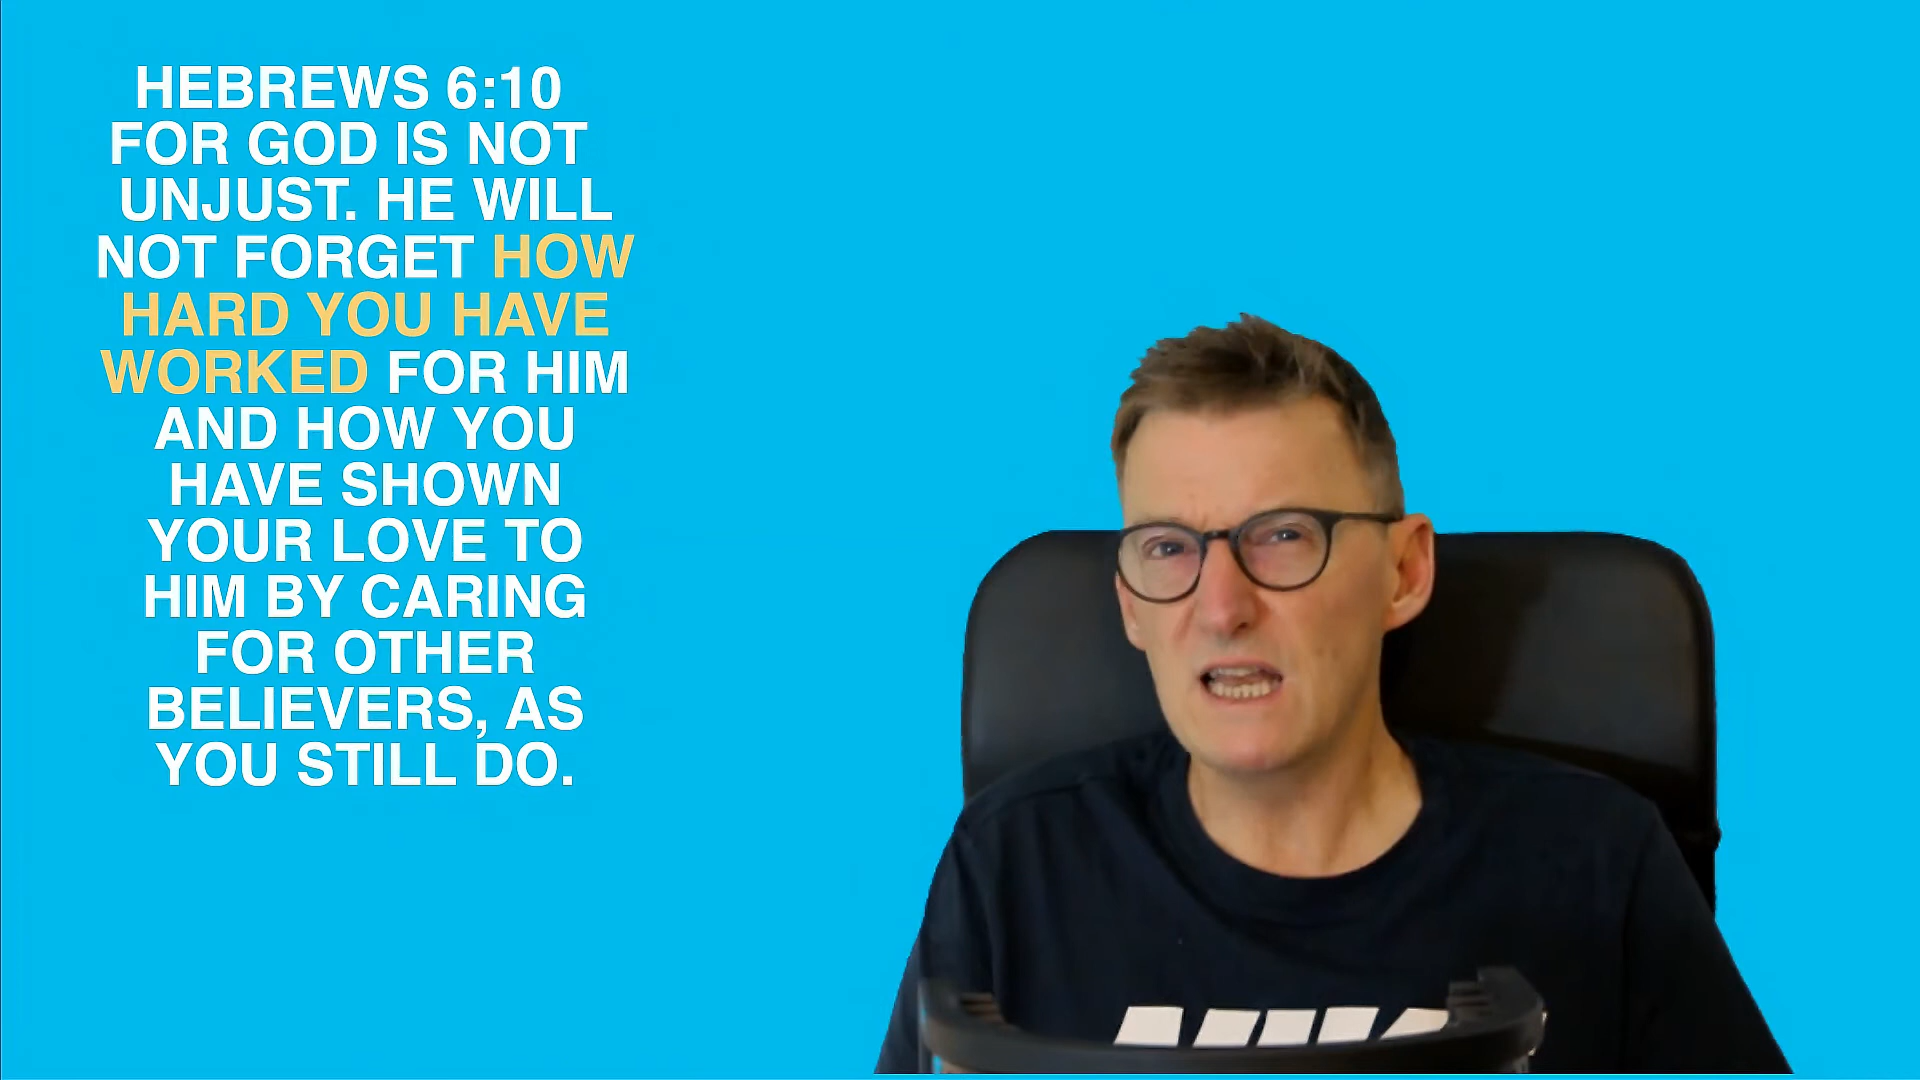 HEBREWS 6:10
FOR GOD IS NOT
UNJUST. HE WILL
NOT FORGET HOW
HARD YOU HAVE
WORKED FOR HIM
AND HOW YOU
HAVE SHOWN
YOUR LOVE TO
HIM BY CARING
FOR OTHER
BELIEVERS, AS
YOU STILL DO.